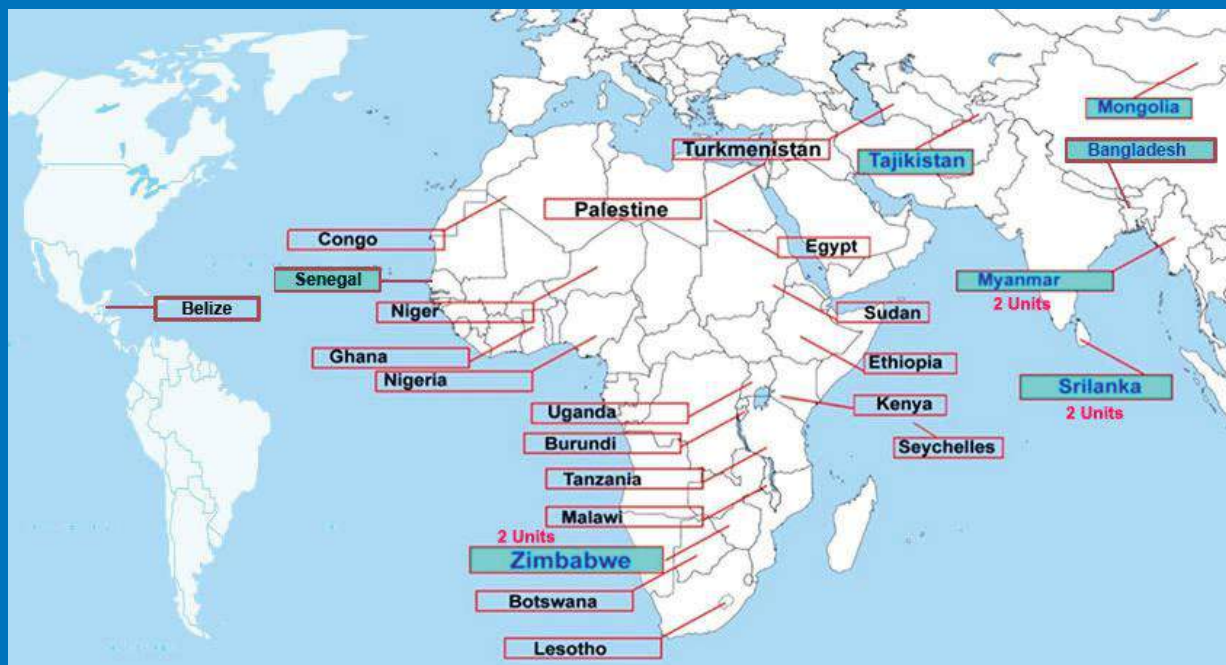 Mongolia
Turkmenistan
Tajikistan
Bangladesh
Palestine
Congo
Egypt
Senegal
Myanmar
2 Units
Belize
Niger
Sudan
Ghana
Ethiopia
Nigeria
Srilanka
2 Units
Uganda
Kenya
Burundi
Seychelles
Tanzania
Malawi
2 Units
Zimbabwe
Botswana
Lesotho